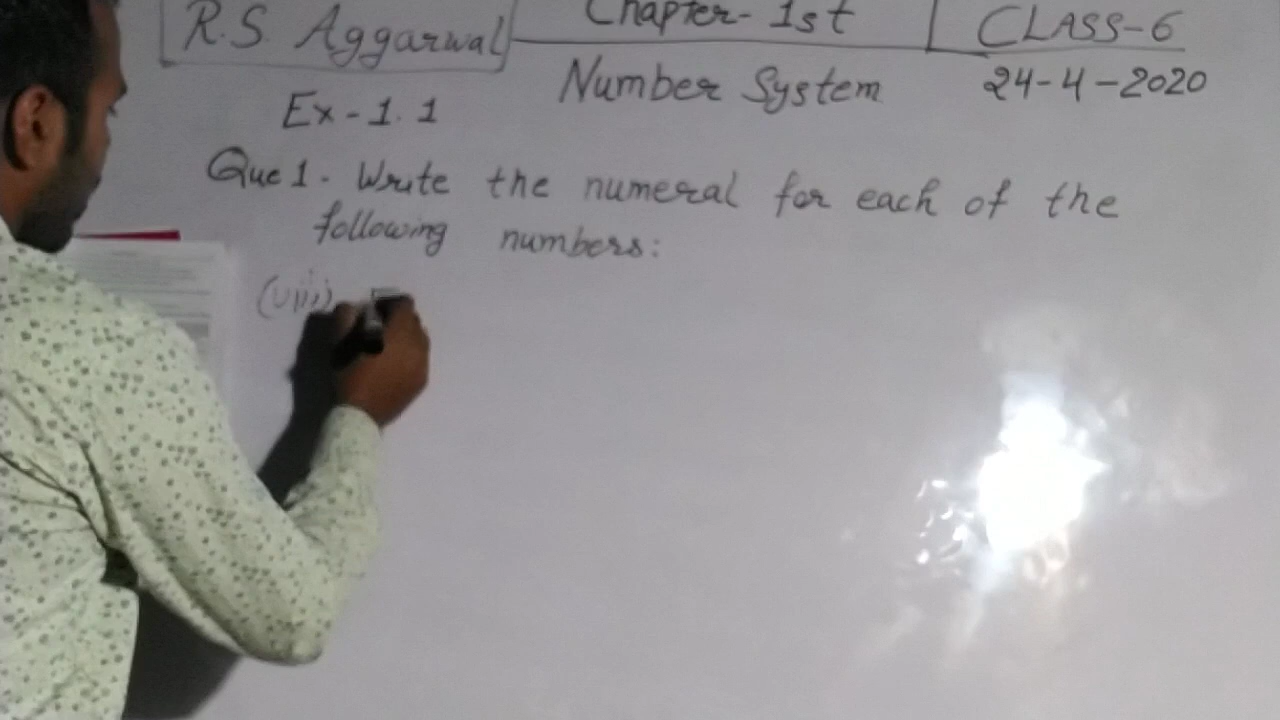 R.S. Aggarwal
Chapter- 1st
CLASS-6
Number System
24-4-2020
Ex-1.1
Que 1. Write the numeral for each of the
following numbers:
(viii)